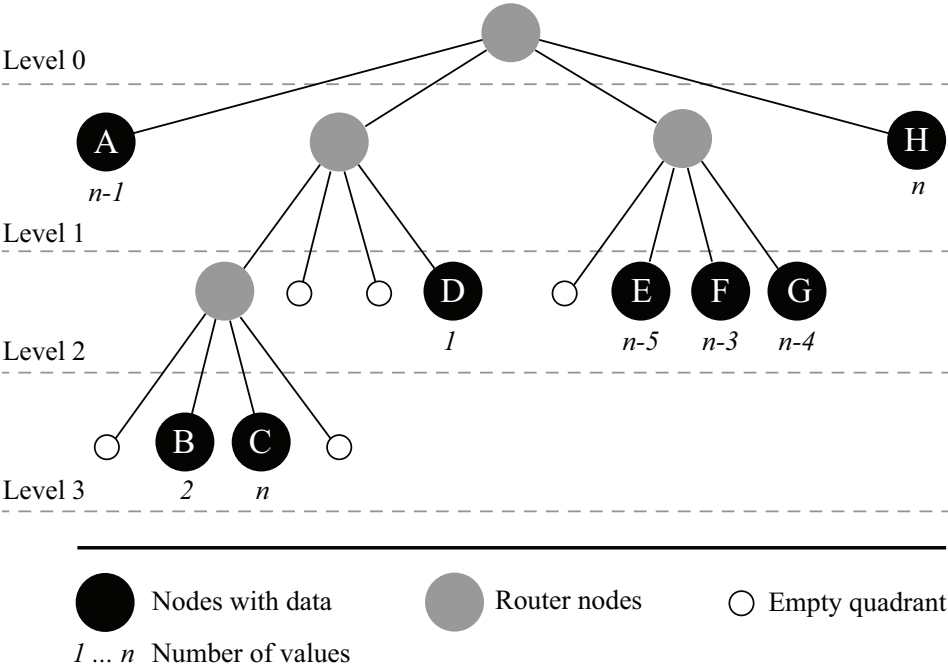 Level 0
A
H
n-1
n
Level 1
D
E
F
G
1
n-5
n-3
n-4
Level 2
B
C
2
n
Level 3
Nodes with data
Router nodes
Empty quadrant
1 ... n Number of values